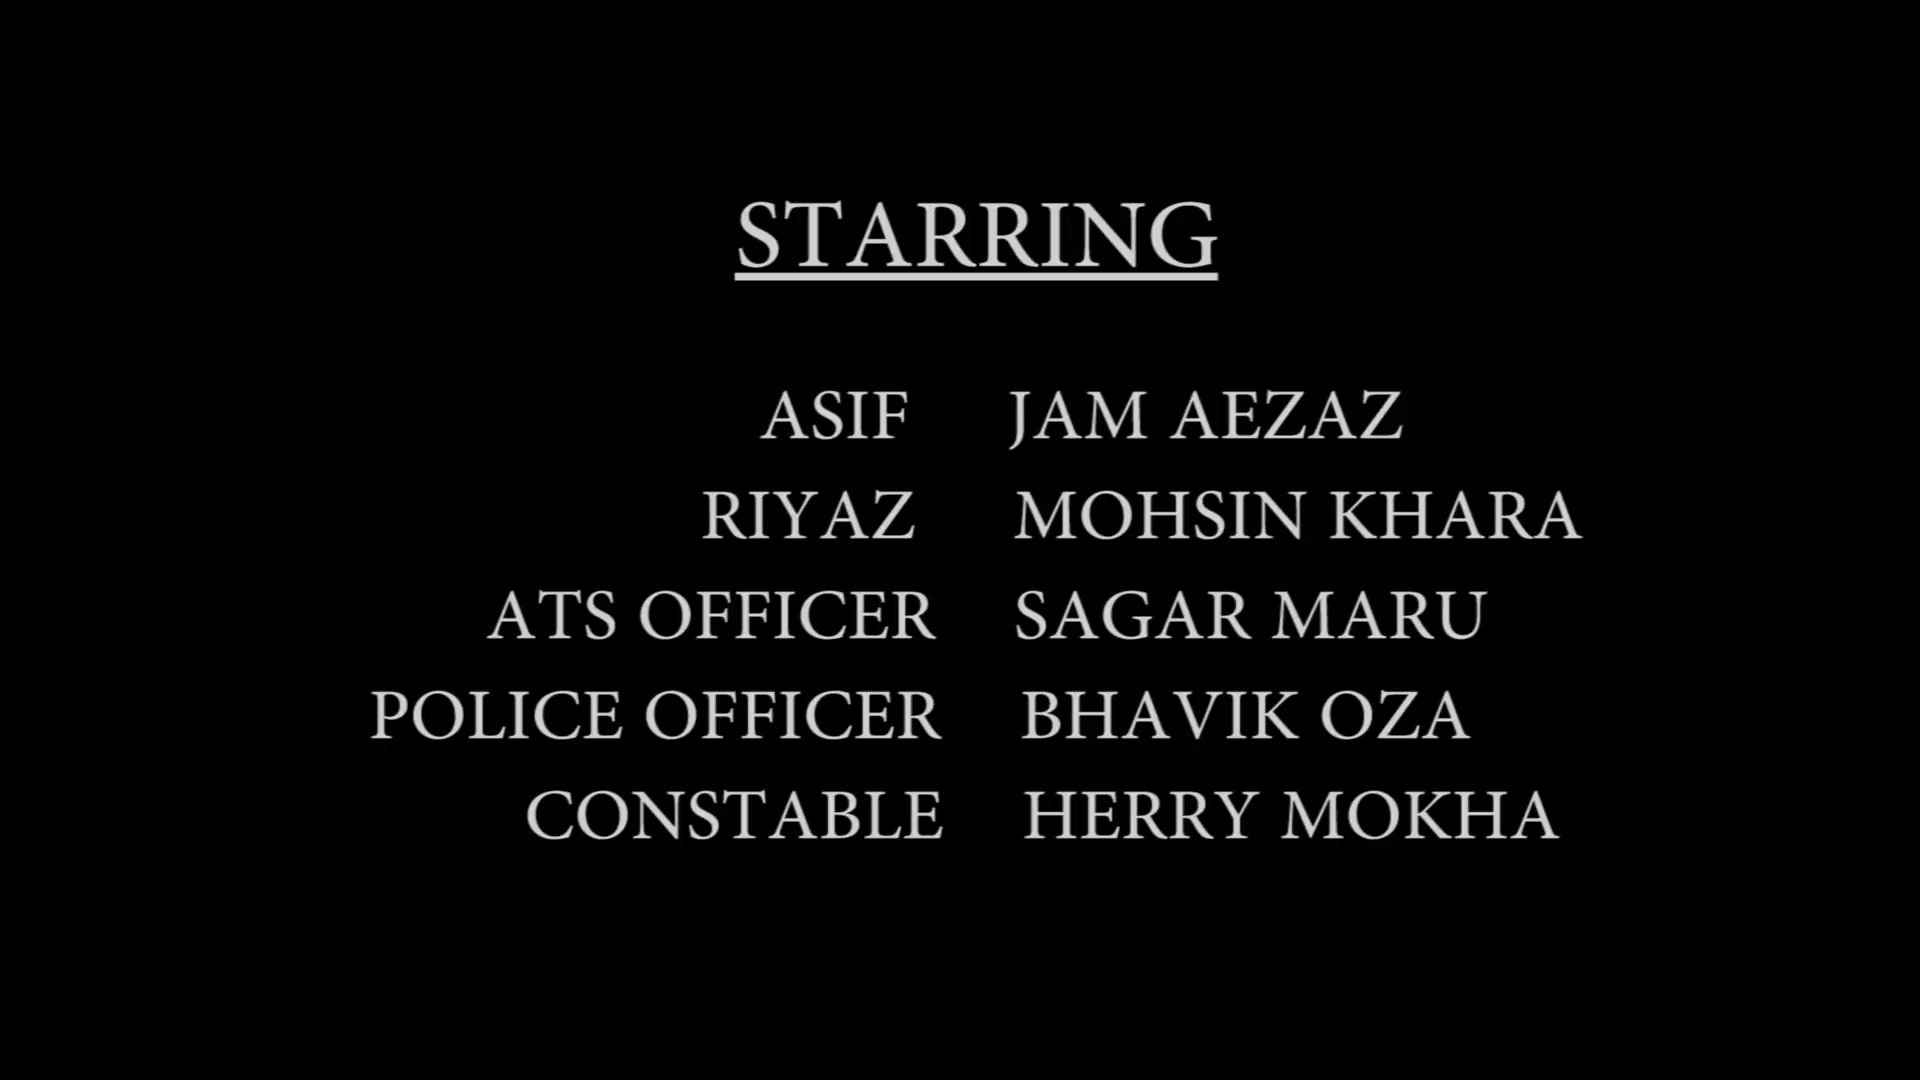 STARRING
ASIF JAM AEZAZ
RIYAZ MOHSIN KHARA
ATS OFFICER SAGAR MARU
POLICE OFFICER BHAVIK OZA
CONSTABLE HERRY MOKHA